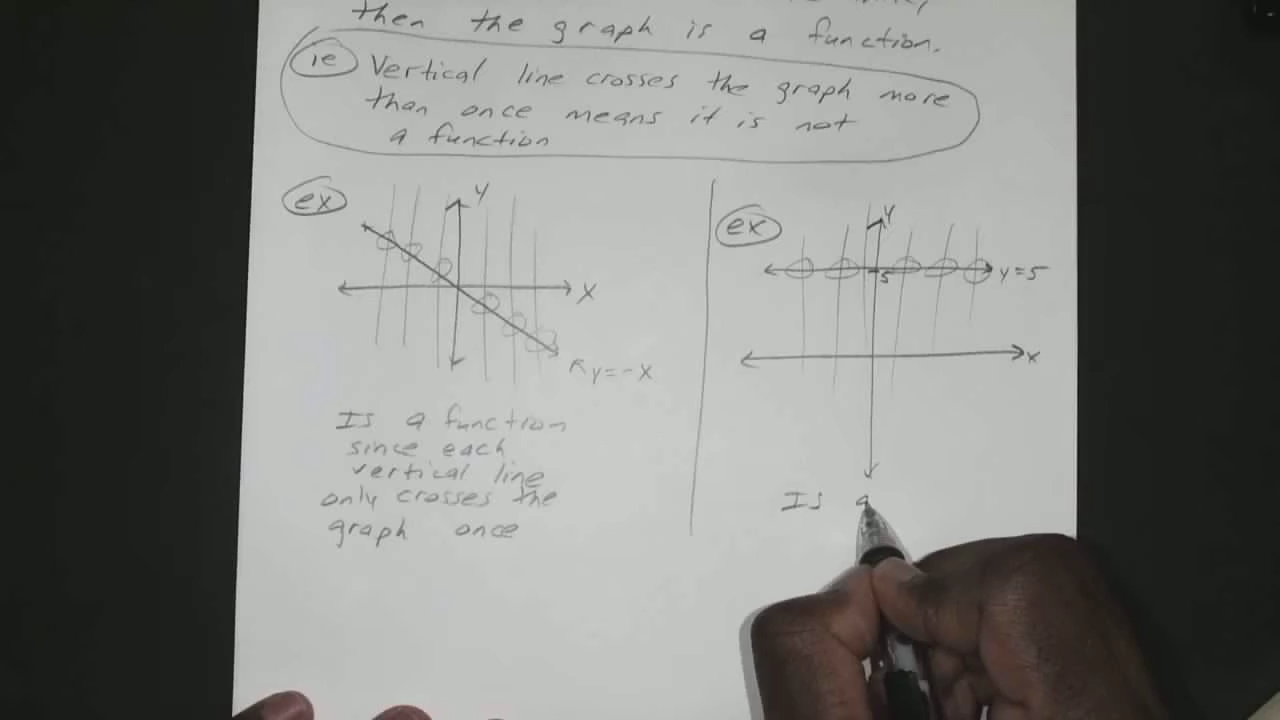 then the graph is a function.
ie Vertical line crosses the graph more
than once means it is not
a function
ex
y
x
y=-x
Is a function
since each
vertical line
only crosses the
graph once
ex
y
5
y=5
x
Is a